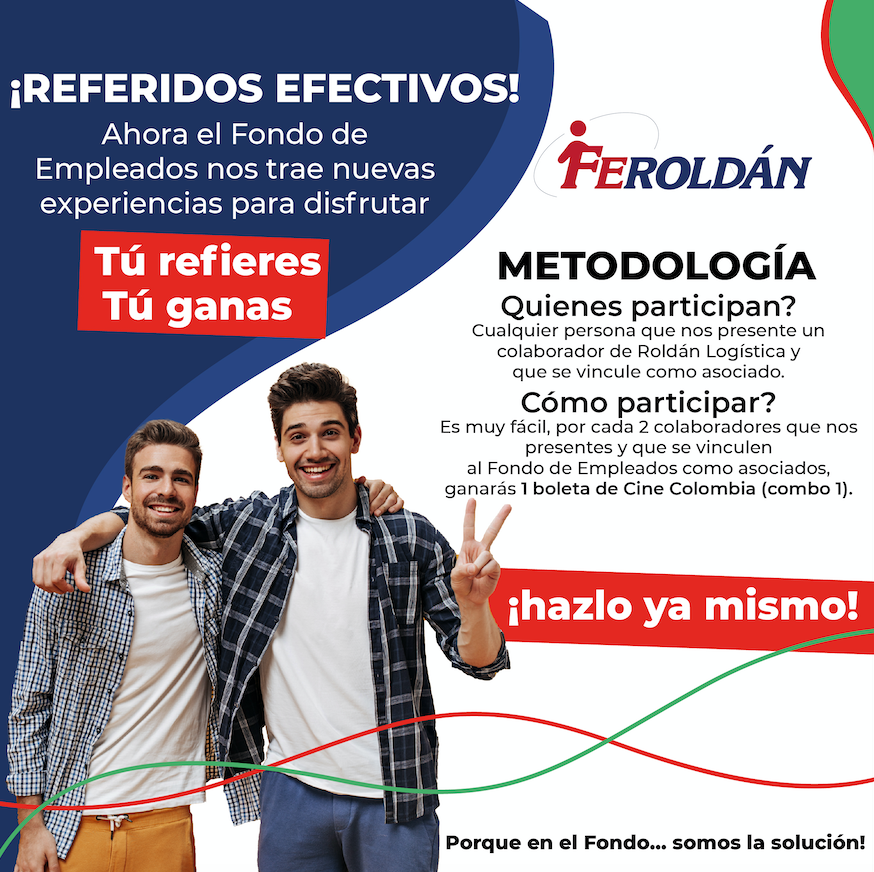 ¡REFERIDOS EFECTIVOS!
Ahora el Fondo de
Empleados nos trae nuevas
experiencias para disfrutar
Tú refieres
Tú ganas
FEROLDÁN
METODOLOGÍA
Quienes participan?
Cualquier persona que nos presente un
colaborador de Roldán Logística y
que se vincule como asociado.
Cómo participar?
Es muy fácil, por cada 2 colaboradores que nos
presentes y que se vinculen
al Fondo de Empleados como asociados,
ganarás 1 boleta de Cine Colombia (combo 1).
¡hazlo ya mismo!
Porque en el Fondo... somos la solución!